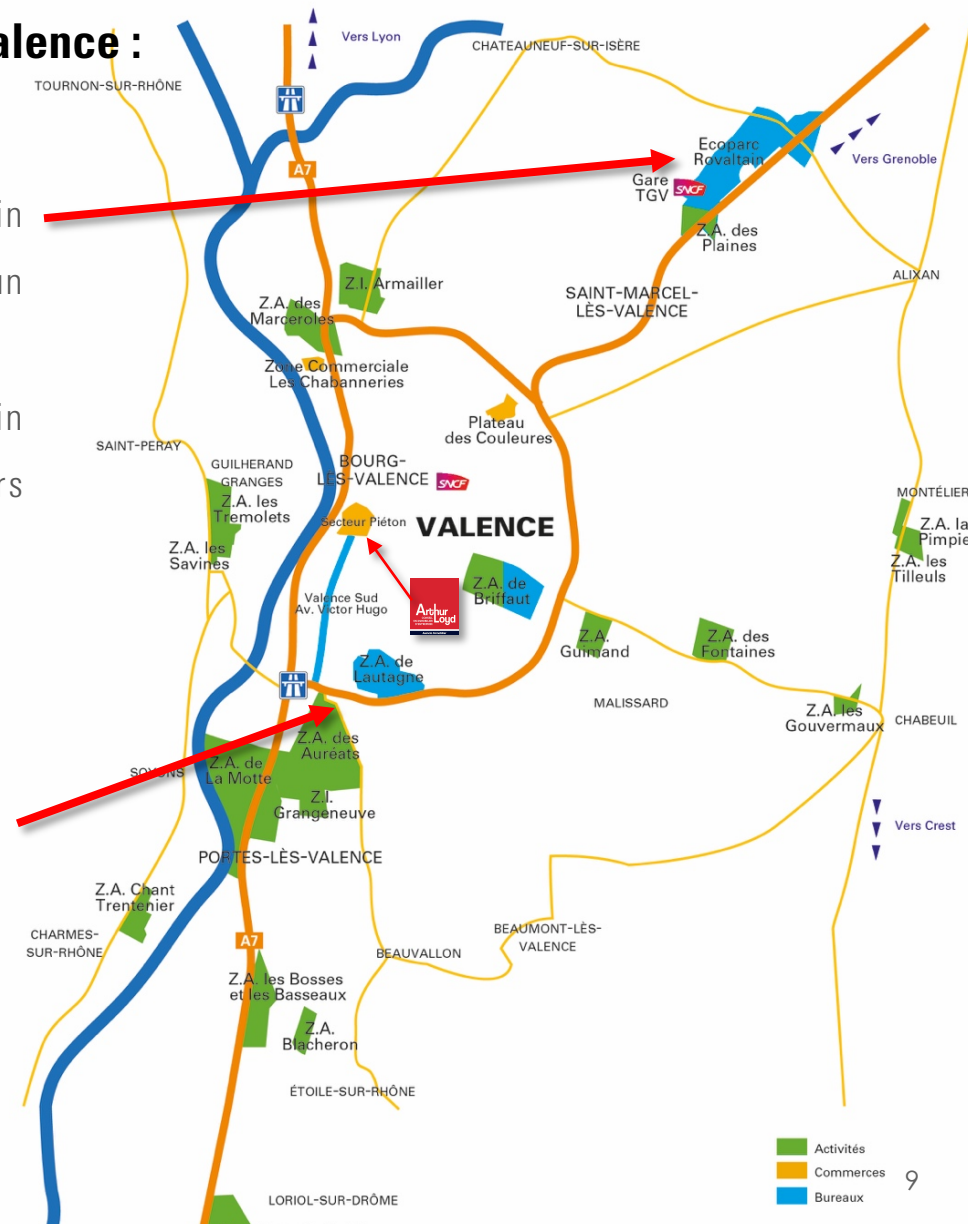 alence :
Vers Lyon
CHATEAUNEUF-SUR-ISÈRE
TOURNON-SUR-RHÔNE
A7
Ecoparc
Rovaltain
Vers Grenoble
Gare
TGV
SNCF
in
Z.A. des
Plaines
un
Z.I. Armailler
ALIXAN
SAINT-MARCEL-
LÈS-VALENCE
Z.A. des
Marceroles
Zone Commerciale
Les Chabanneries
in
Plateau
des Couleures
SAINT-PERAY
GUILHERAND
GRANGES
BOURG-
LÈS-VALENCE
SNCF
rs
Z.A. les
Tremolets
MONTÉLIER
Secteur Piéton
VALENCE
Z.A. la
Pimpie
Z.A. les
Savines
Z.A. les
Tilleuls
Z.A. de
Briffaut
Valence Sud
Av. Victor Hugo
Arthur
Loyd
Z.A.
Guimand
Z.A. des
Fontaines
Z.A. de
Lautagne
MALISSARD
Z.A. les
Gouvermaux
CHABEUIL
Z.A. des
Auréats
SOYONS
Z.A. de
La Motte
Z.I.
Grangeneuve
Vers Crest
PORTES-LÈS-VALENCE
Z.A. Chant
Trentenier
CHARMES-
SUR-RHÔNE
A7
BEAUVALLON
BEAUMONT-LÈS-
VALENCE
Z.A. les Bosses
et les Basseaux
Z.A.
Blacheron
ÉTOILE-SUR-RHÔNE
LORIOL-SUR-DRÔME
Activités
Commerces
Bureaux
9